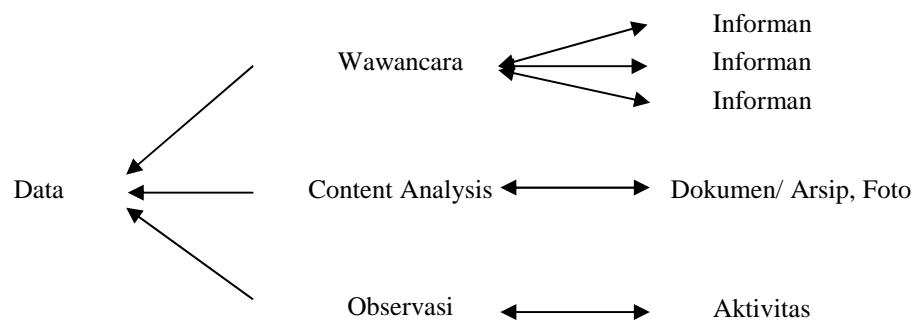 Informan
Wawancara Informan
Informan
Data Content Analysis Dokumen/ Arsip, Foto
Observasi Aktivitas